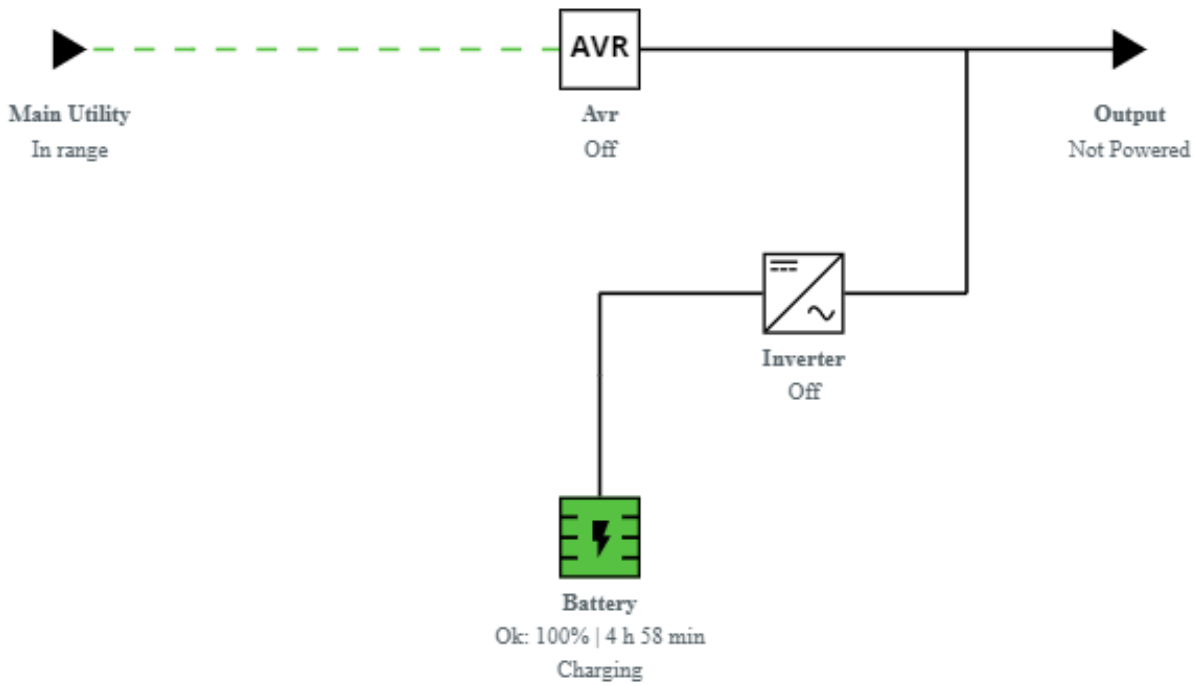 AVR
Main Utility
In range
Avr
Off
Output
Not Powered
Inverter
Off
Battery
Ok: 100% | 4 h 58 min
Charging